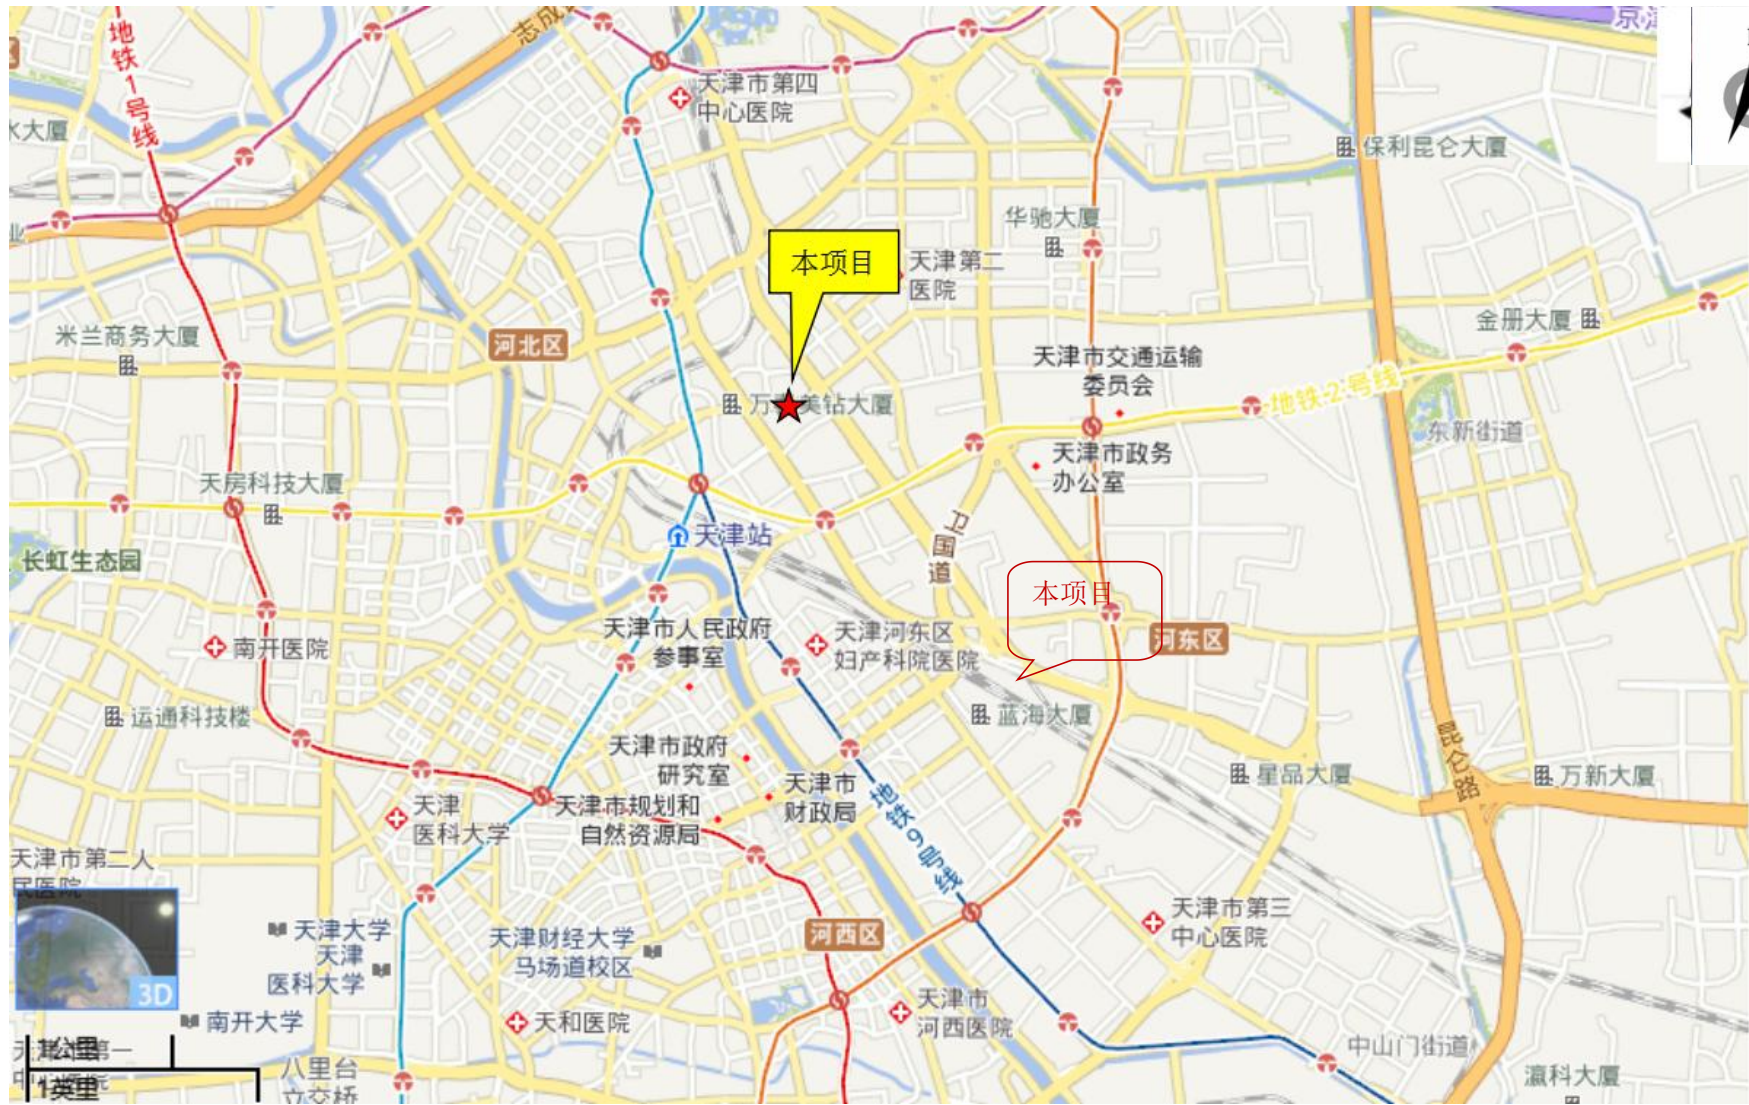 地铁1号线
志成
天津市第四
中心医院
大厦
保利昆仑大厦
华驰大厦
本项目
天津第二
医院
金册大厦
米兰商务大厦
河北区
天津市交通运输
委员会
地铁2号线
美钻大厦
东新街道
天津市政务
办公室
天房科技大厦
卫国道
天津站
长虹生态园
本项目
天津市人民政府
参事室
天津河东区
妇产科院医院
河东区
南开医院
运通科技楼
蓝海大厦
昆仑路
天津市政府
研究室
星品大厦
万新大厦
天津市
财政局
地铁9号线
天津
医科大学
天津市规划和
自然资源局
天津市第二人
民医院
天津市第三
中心医院
天津大学
天津
医科大学
天津财经大学
马场道校区
河西区
3D
南开大学
天和医院
天津市
河西医院
1公里
1英里
八里台
立交桥
中山门街道
瀛科大厦